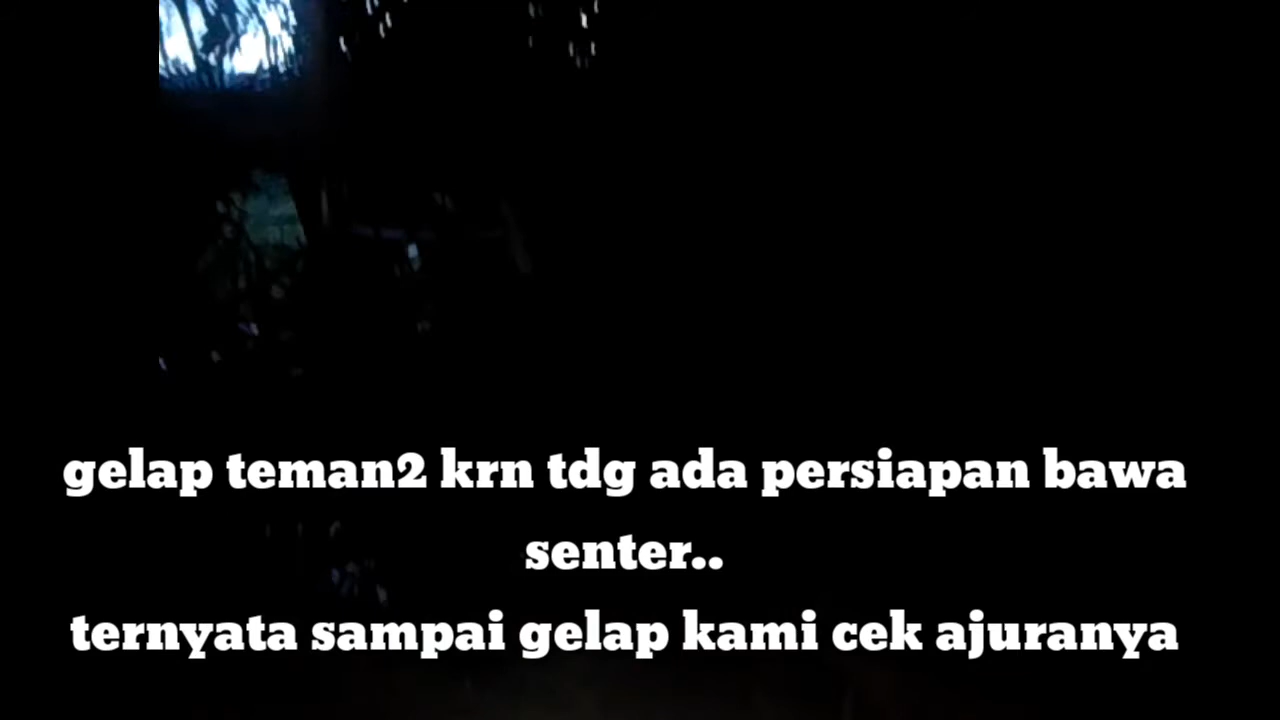 gelap teman2 krn tdg ada persiapan bawa
senter..
ternyata sampai gelap kami cek ajuranya